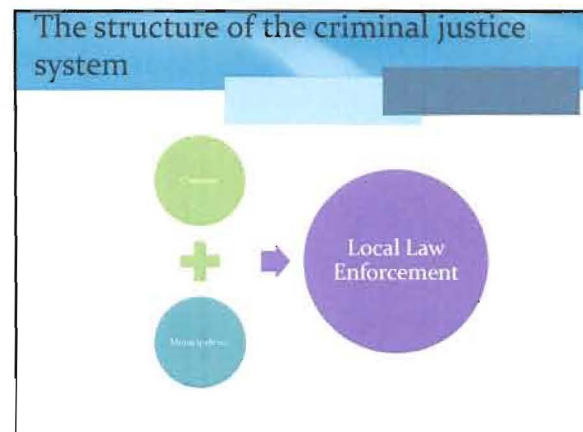 The structure of the criminal justice
system
Local Law
Enforcement